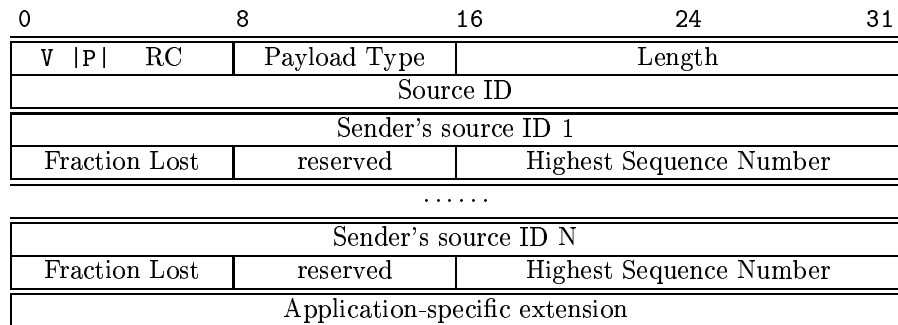 0 8 16 24 31
V |P| RC Payload Type Length
Source ID
Sender's source ID 1
Fraction Lost reserved Highest Sequence Number
......
Sender's source ID N
Fraction Lost reserved Highest Sequence Number
Application-specific extension